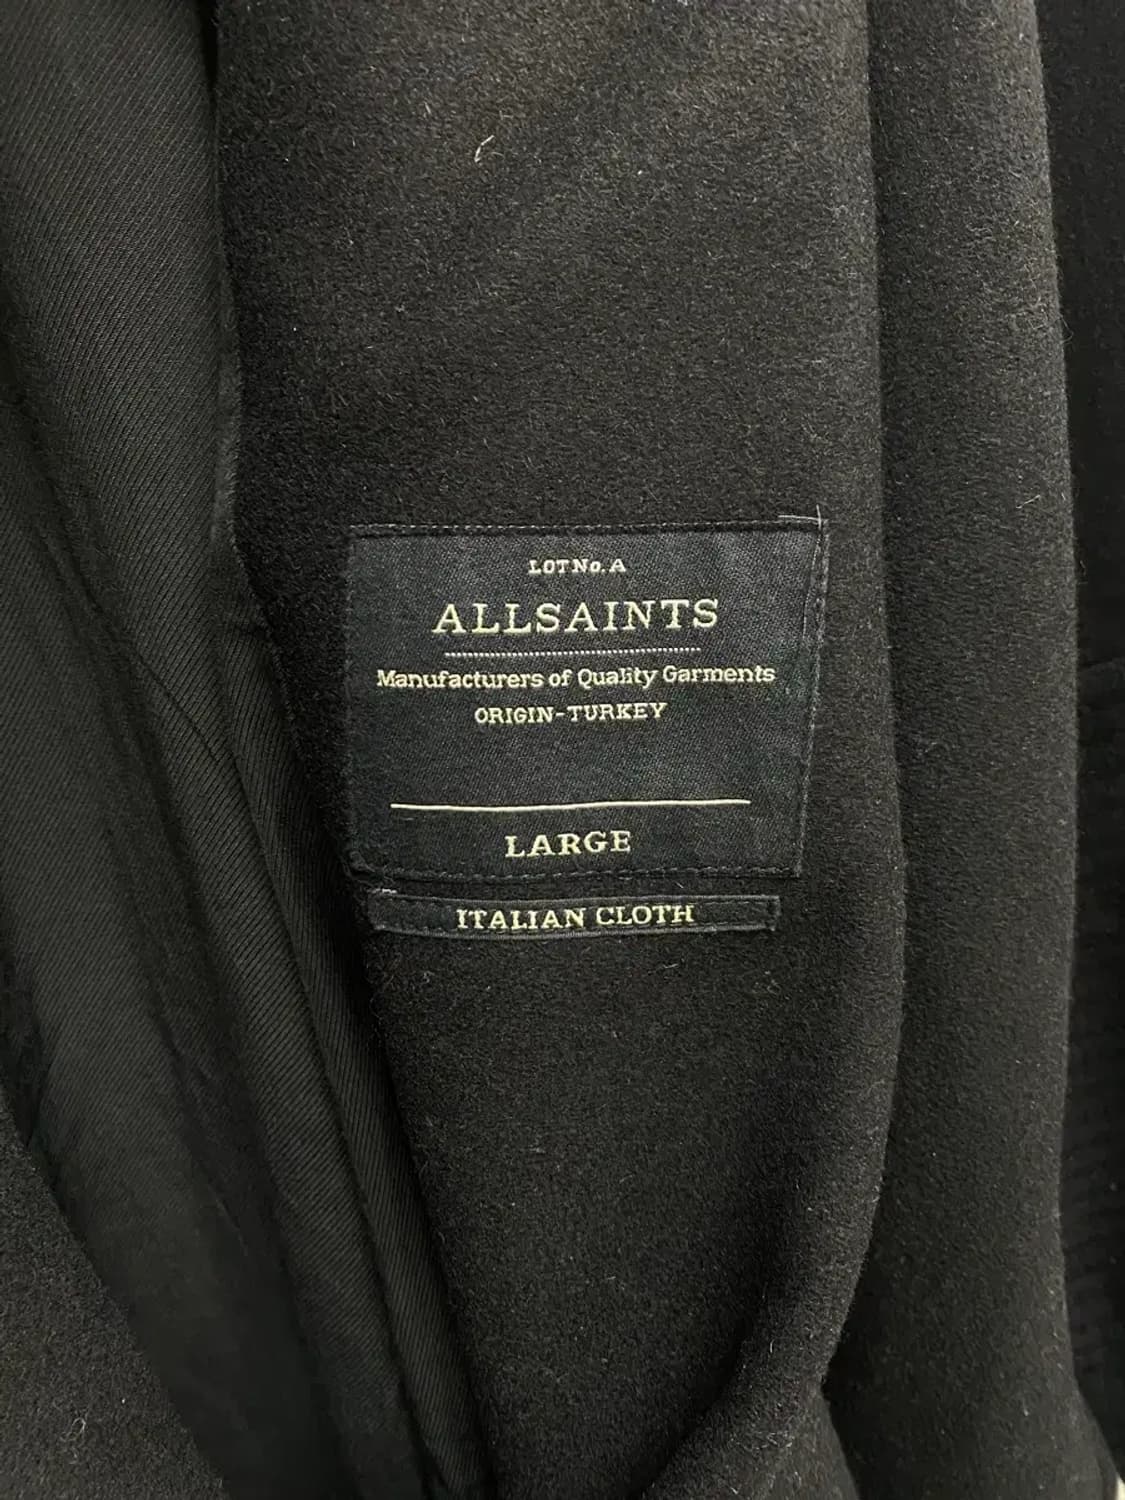 LOT No. A
ALLSAINTS
Manufacturers of Quality Garments
ORIGIN-TURKEY
LARGE
ITALIAN CLOTH